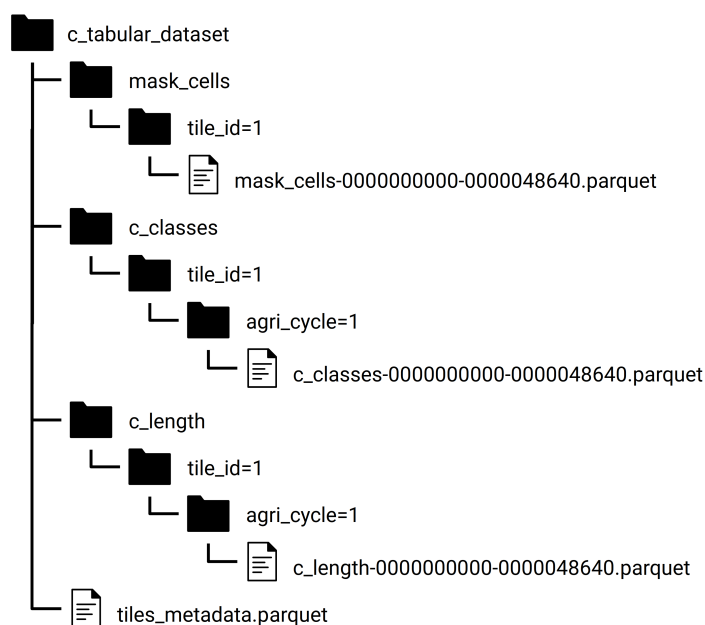 c_tabular_dataset
mask_cells
tile_id=1
mask_cells-0000000000-0000048640.parquet
c_classes
tile_id=1
agri_cycle=1
c_classes-0000000000-0000048640.parquet
c_length
tile_id=1
agri_cycle=1
c_length-0000000000-0000048640.parquet
tiles_metadata.parquet